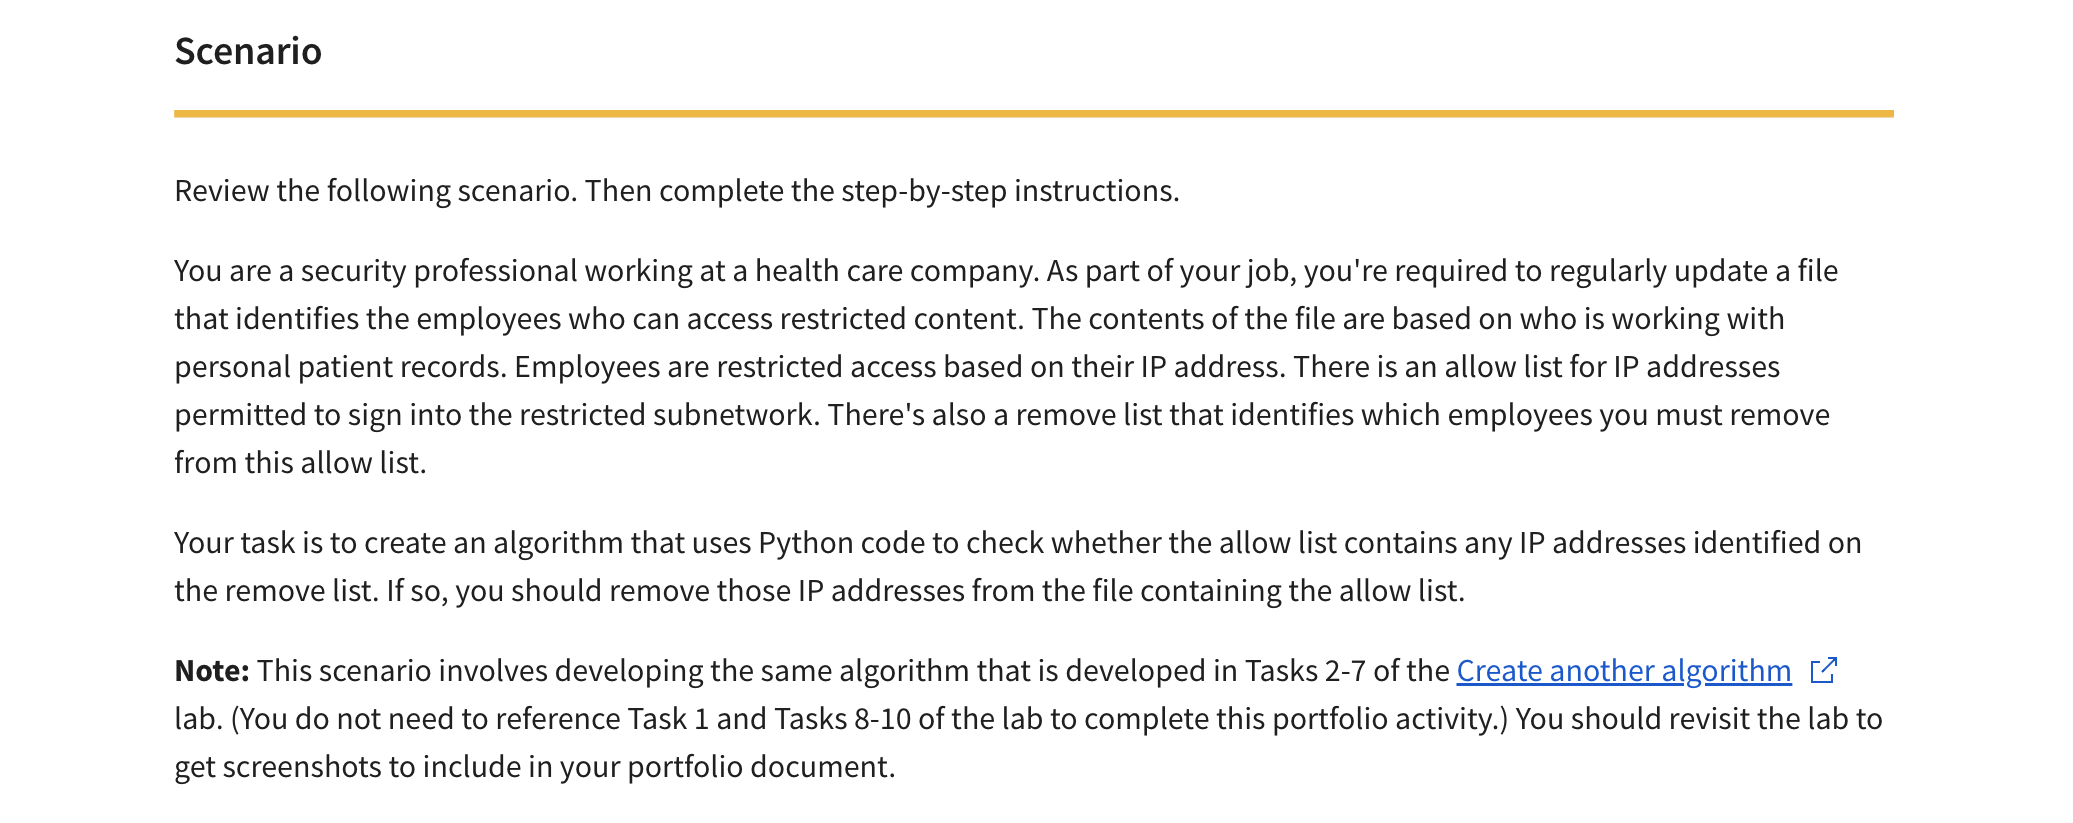 Scenario
Review the following scenario. Then complete the step-by-step instructions.
You are a security professional working at a health care company. As part of your job, you're required to regularly update a file
that identifies the employees who can access restricted content. The contents of the file are based on who is working with
personal patient records. Employees are restricted access based on their IP address. There is an allow list for IP addresses
permitted to sign into the restricted subnetwork. There's also a remove list that identifies which employees you must remove
from this allow list.
Your task is to create an algorithm that uses Python code to check whether the allow list contains any IP addresses identified on
the remove list. If so, you should remove those IP addresses from the file containing the allow list.
Note: This scenario involves developing the same algorithm that is developed in Tasks 2-7 of the Create another algorithm
lab. (You do not need to reference Task 1 and Tasks 8-10 of the lab to complete this portfolio activity.) You should revisit the lab to
get screenshots to include in your portfolio document.